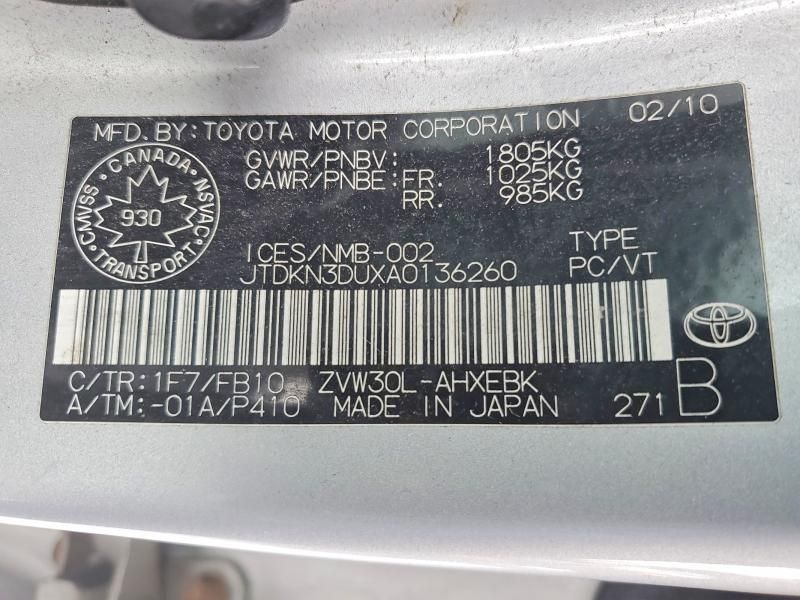 MFD. BY: TOYOTA MOTOR CORPORATION 02/10
GVWR/PNBV: 1805KG
GAWR/PNBE: FR. 1025KG
RR. 985KG
CANADA
CMVSS 930 NSVAC
TRANSPORT
ICES/NMB-002 TYPE
JTDKN3DUXA0136260 PC/VT
C/TR: 1F7/FB10 ZVW30L-AHXEBK
A/TM: -01A/P410 MADE IN JAPAN 271 B